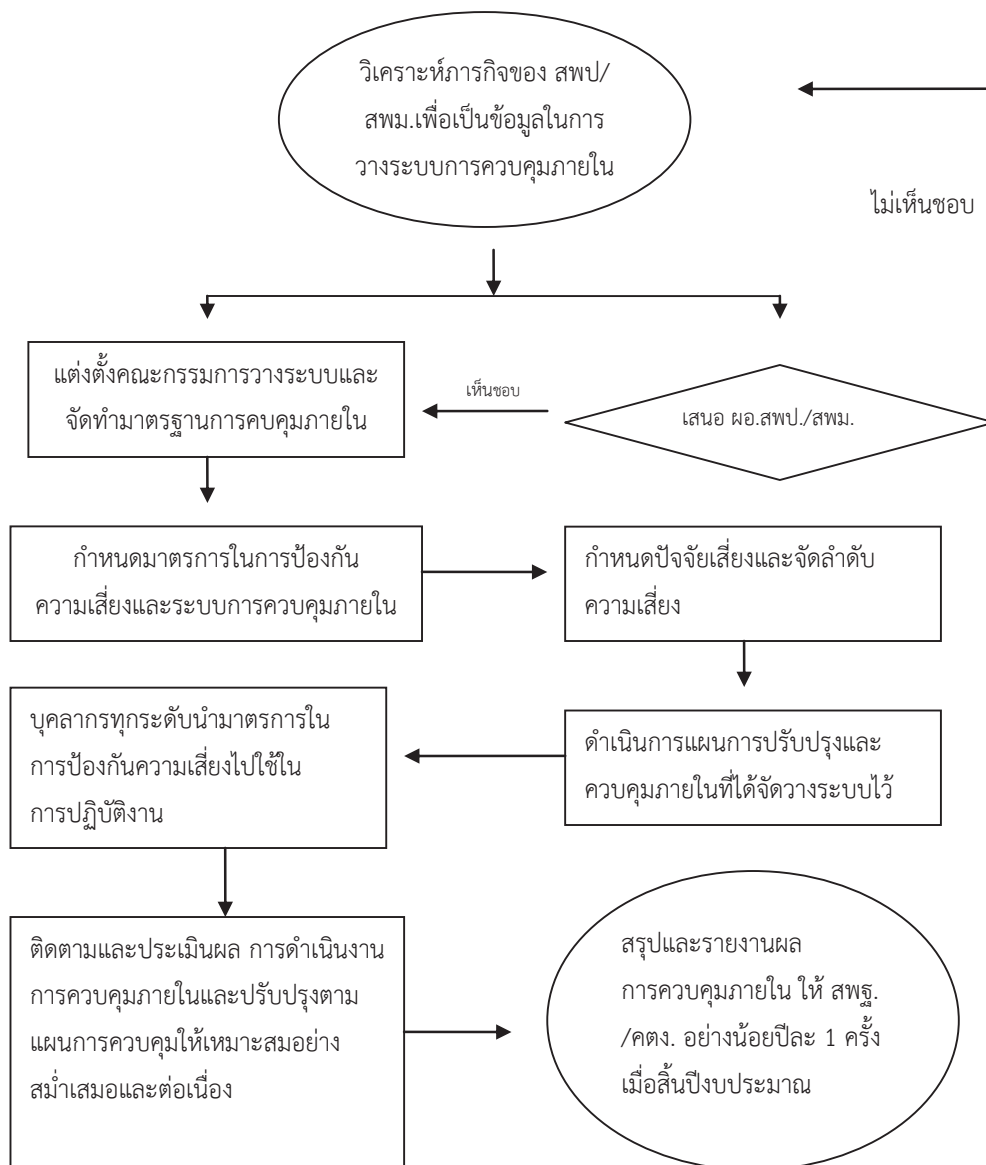 วิเคราะห์ภารกิจของ สพป/
สพม.เพื่อเป็นข้อมูลในการ
วางระบบการควบคุมภายใน
ไม่เห็นชอบ
แต่งตั้งคณะกรรมการวางระบบและ
จัดทำมาตรฐานการคบคุมภายใน
เห็นชอบ
เสนอ ผอ.สพป./สพม.
กำหนดมาตรการในการป้องกัน
ความเสี่ยงและระบบการควบคุมภายใน
กำหนดปัจจัยเสี่ยงและจัดลำดับ
ความเสี่ยง
บุคลากรทุกระดับนำมาตรการใน
การป้องกันความเสี่ยงไปใช้ใน
การปฏิบัติงาน
ดำเนินการแผนการปรับปรุงและ
ควบคุมภายในที่ได้จัดวางระบบไว้
ติดตามและประเมินผล การดำเนินงาน
การควบคุมภายในและปรับปรุงตาม
แผนการควบคุมให้เหมาะสมอย่าง
สม่ำเสมอและต่อเนื่อง
สรุปและรายงานผล
การควบคุมภายใน ให้ สพฐ.
/คตง. อย่างน้อยปีละ 1 ครั้ง
เมื่อสิ้นปีงบประมาณ